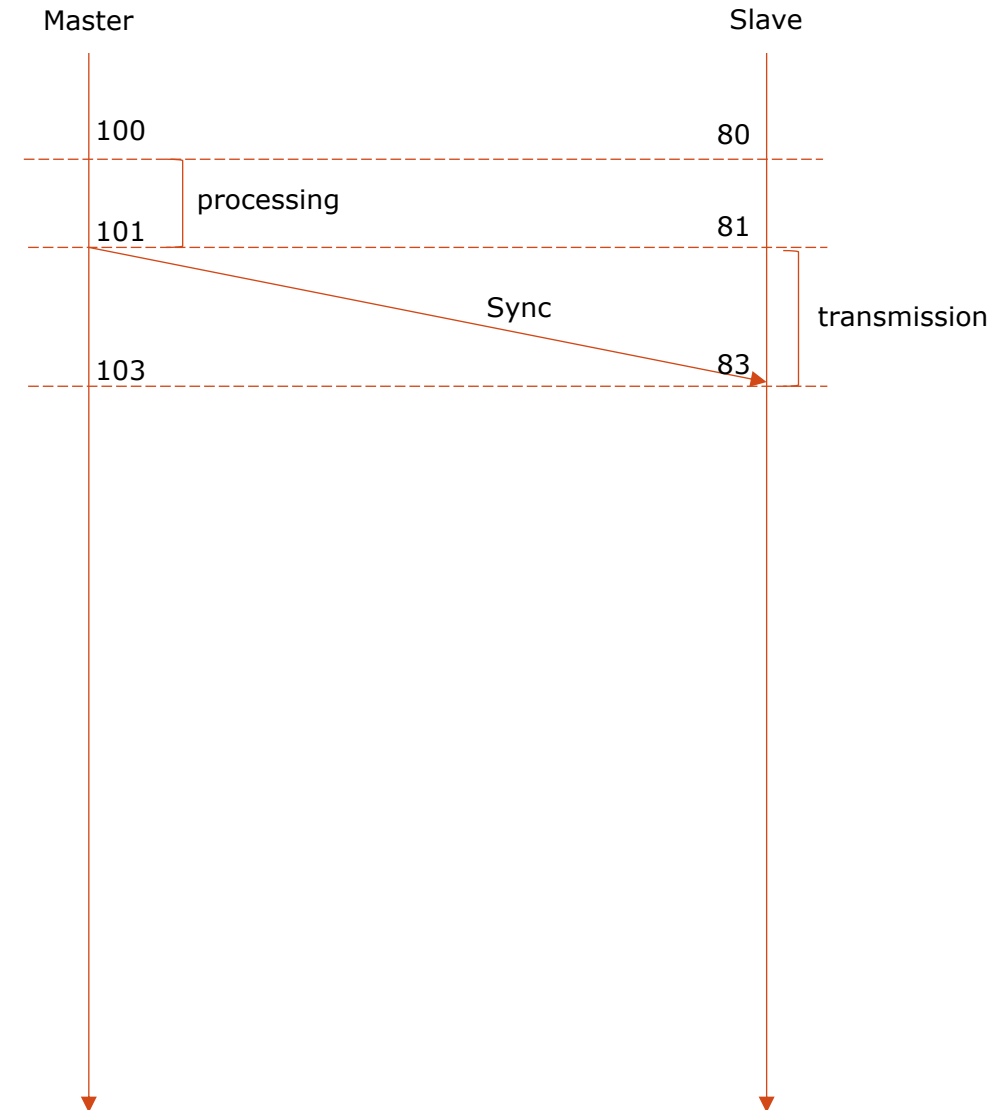 Master
Slave
100
80
processing
101
81
Sync
transmission
103
83